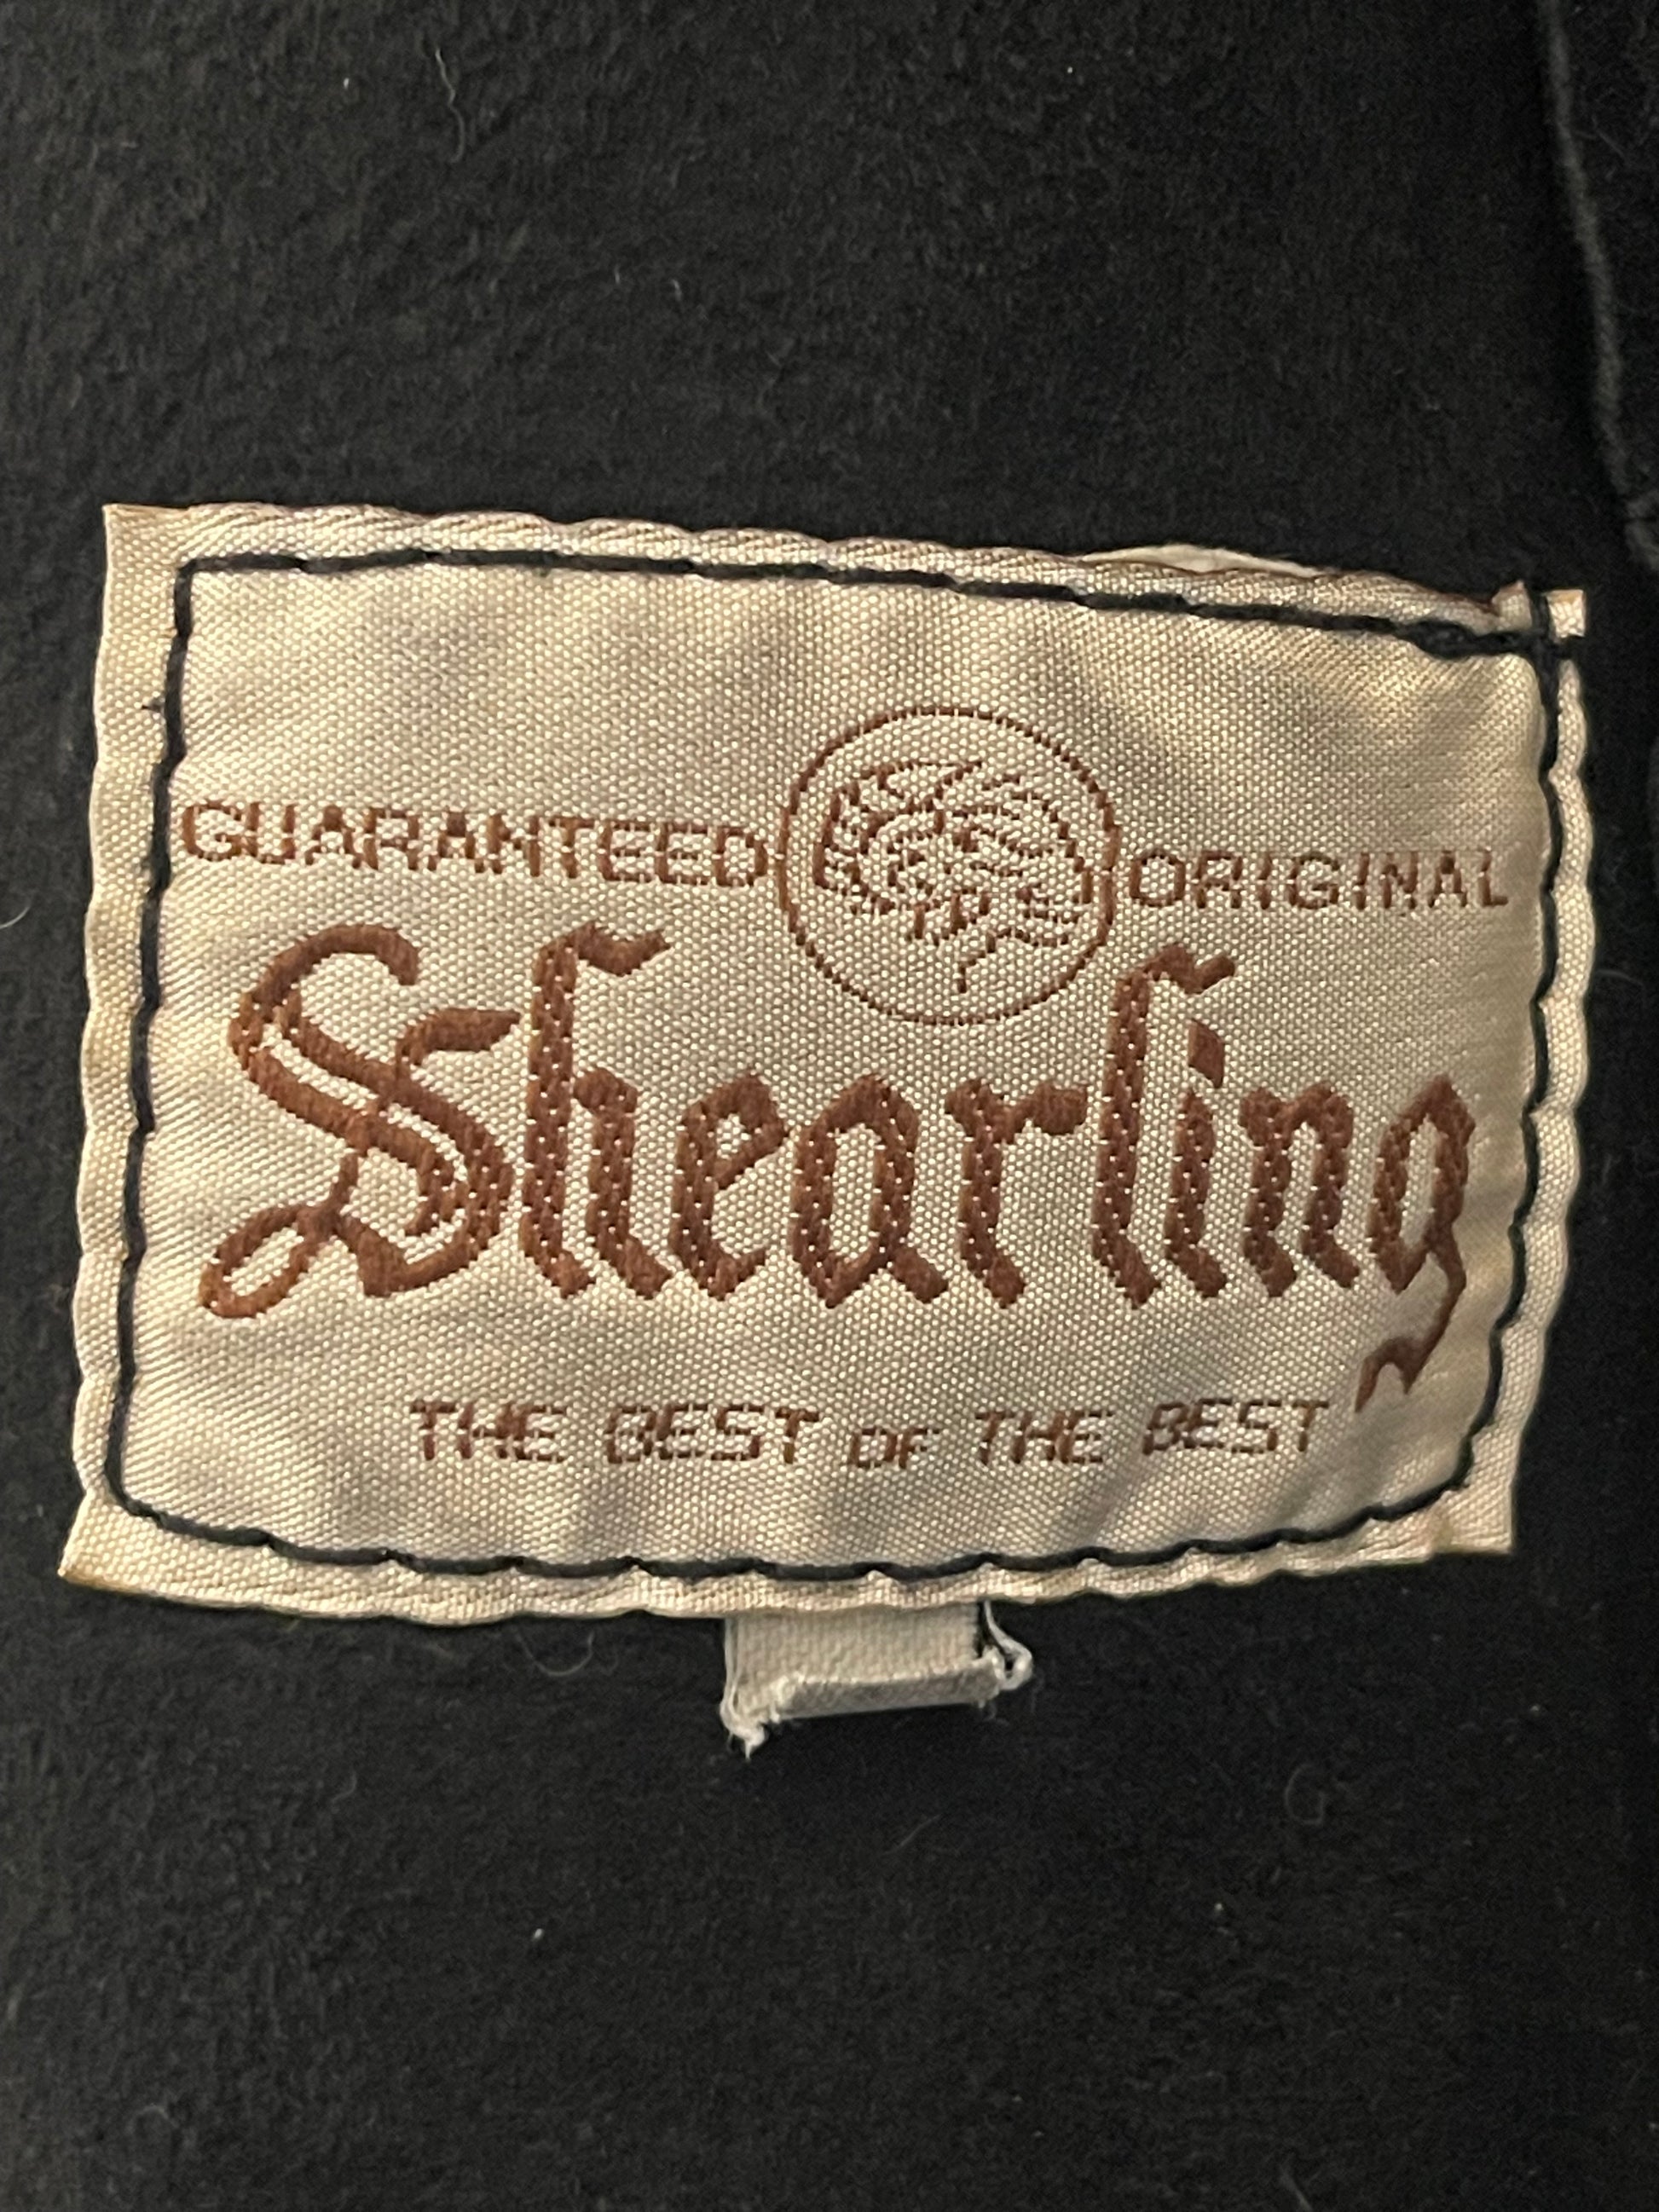 GUARANTEED ORIGINAL
Shearling
THE BEST OF THE BEST